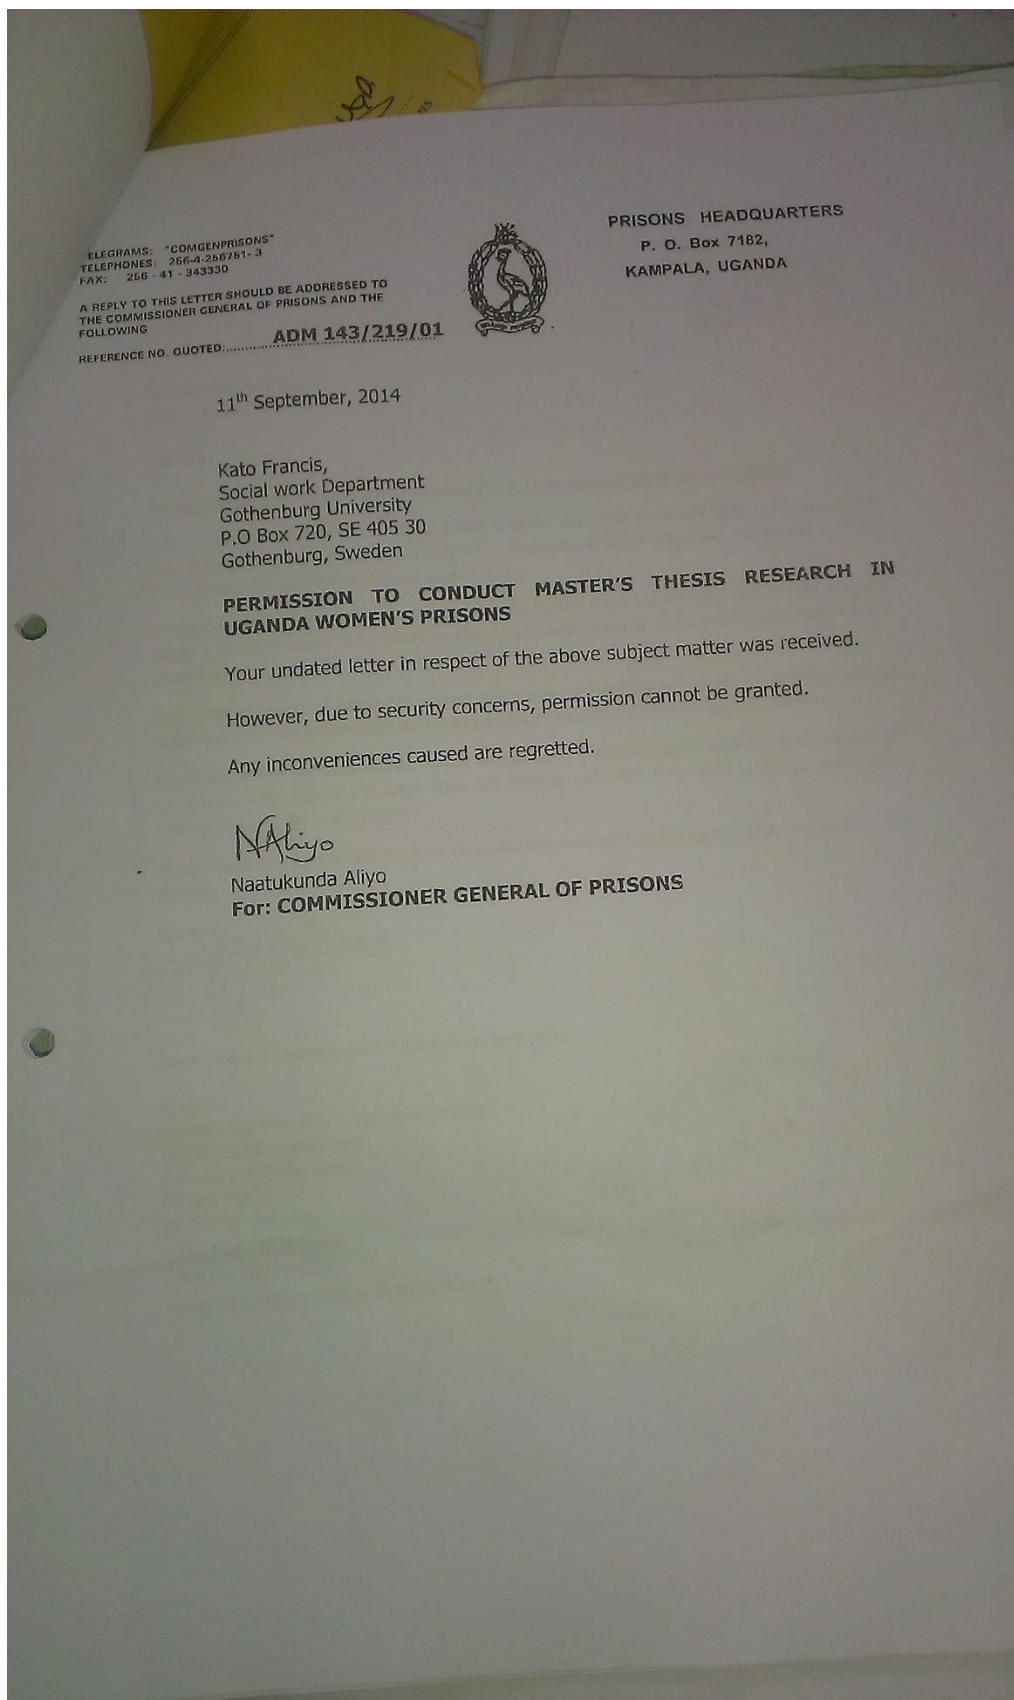 ELEGRAMS: "COMGENPRISONS"
TELEPHONES: 256-4-256751-3
FAX: 256 - 41 - 343330
A REPLY TO THIS LETTER SHOULD BE ADDRESSED TO
THE COMMISSIONER GENERAL OF PRISONS AND THE
FOLLOWING
REFERENCE NO. QUOTED:............ADM 143/219/01
PRISONS HEADQUARTERS
P. O. Box 7182,
KAMPALA, UGANDA
11th September, 2014
Kato Francis,
Social work Department
Gothenburg University
P.O Box 720, SE 405 30
Gothenburg, Sweden
PERMISSION TO CONDUCT MASTER'S THESIS RESEARCH IN
UGANDA WOMEN'S PRISONS
Your undated letter in respect of the above subject matter was received.
However, due to security concerns, permission cannot be granted.
Any inconveniences caused are regretted.
NAliyo
Naatukunda Aliyo
For: COMMISSIONER GENERAL OF PRISONS